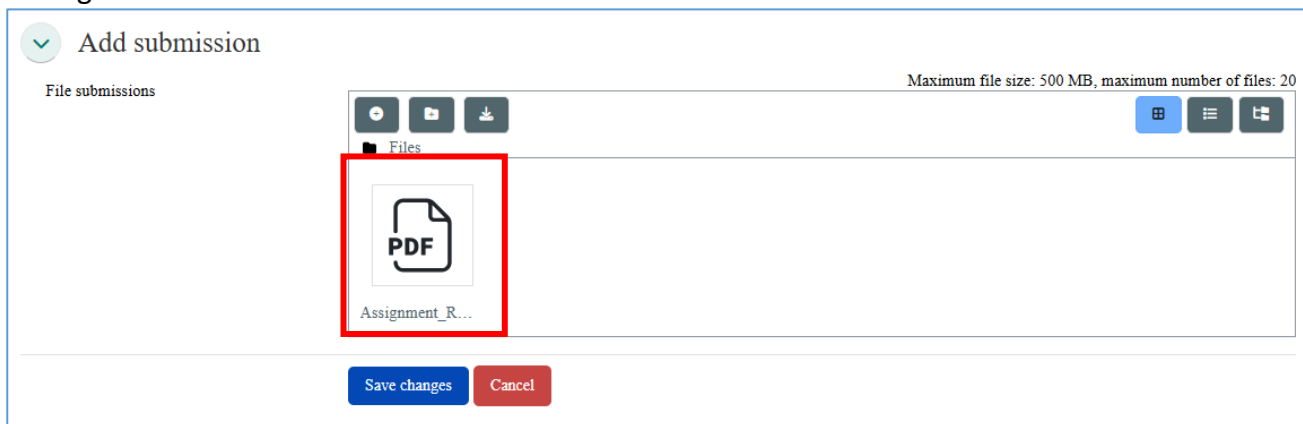 Add submission
File submissions
Maximum file size: 500 MB, maximum number of files: 20
Files
PDF
Assignment_R...
Save changes
Cancel